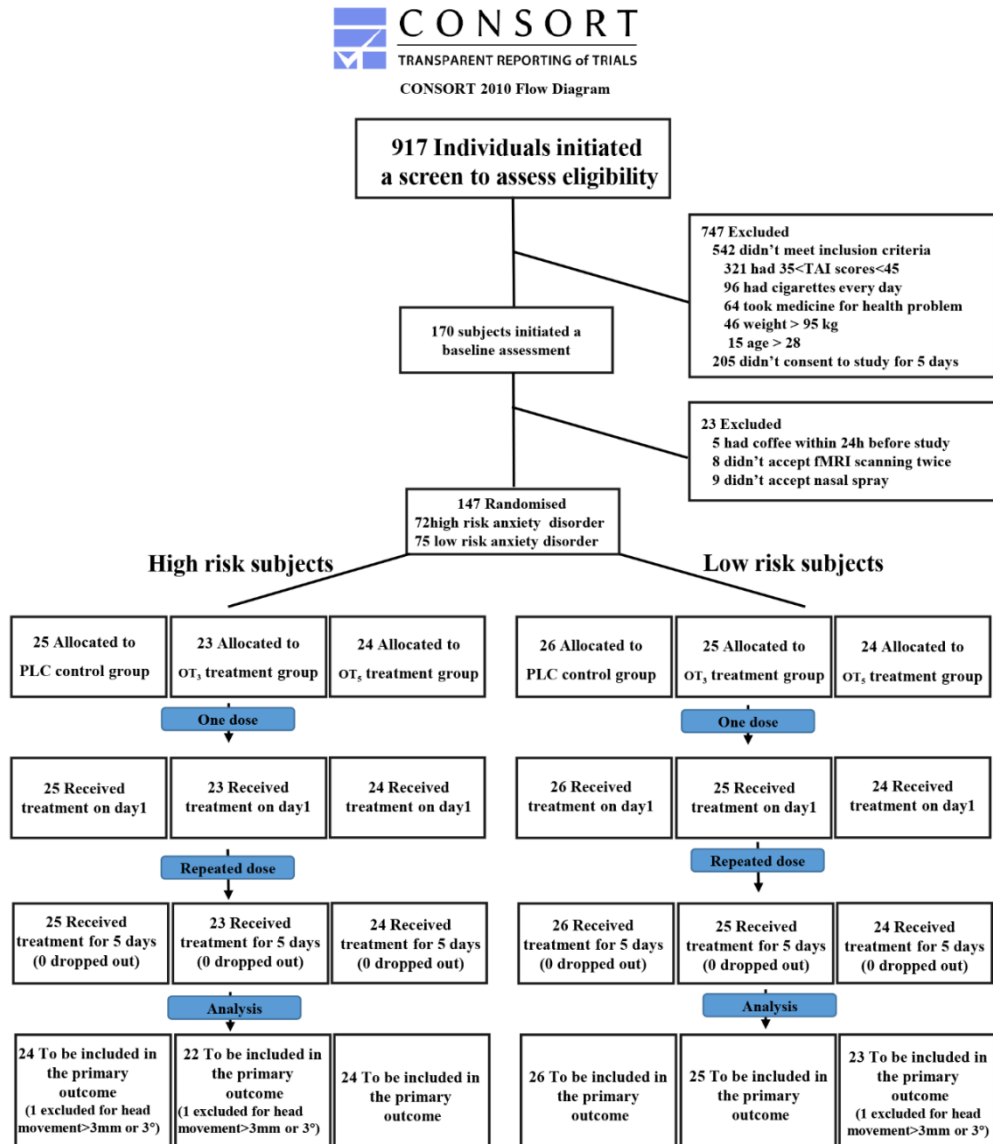 CONSORT
TRANSPARENT REPORTING of TRIALS
CONSORT 2010 Flow Diagram
917 Individuals initiated
a screen to assess eligibility
747 Excluded
542 didn't meet inclusion criteria
321 had 35<TAI scores<45
96 had cigarettes every day
64 took medicine for health problem
46 weight > 95 kg
15 age > 28
205 didn't consent to study for 5 days
170 subjects initiated a
baseline assessment
23 Excluded
5 had coffee within 24h before study
8 didn't accept fMRI scanning twice
9 didn't accept nasal spray
147 Randomised
72high risk anxiety disorder
75 low risk anxiety disorder
High risk subjects
Low risk subjects
25 Allocated to
PLC control group
23 Allocated to
OT₃ treatment group
24 Allocated to
OT₅ treatment group
26 Allocated to
PLC control group
25 Allocated to
OT₃ treatment group
24 Allocated to
OT₅ treatment group
One dose
One dose
25 Received
treatment on day1
23 Received
treatment on day1
24 Received
treatment on day1
26 Received
treatment on day1
25 Received
treatment on day1
24 Received
treatment on day1
Repeated dose
Repeated dose
25 Received
treatment for 5 days
(0 dropped out)
23 Received
treatment for 5 days
(0 dropped out)
24 Received
treatment for 5 days
(0 dropped out)
26 Received
treatment for 5 days
(0 dropped out)
25 Received
treatment for 5 days
(0 dropped out)
24 Received
treatment for 5 days
(0 dropped out)
Analysis
Analysis
24 To be included in
the primary
outcome
(1 excluded for head
movement>3mm or 3°)
22 To be included in
the primary
outcome
(1 excluded for head
movement>3mm or 3°)
24 To be included in
the primary
outcome
26 To be included in
the primary
outcome
25 To be included in
the primary
outcome
23 To be included in
the primary
outcome
(1 excluded for head
movement>3mm or 3°)